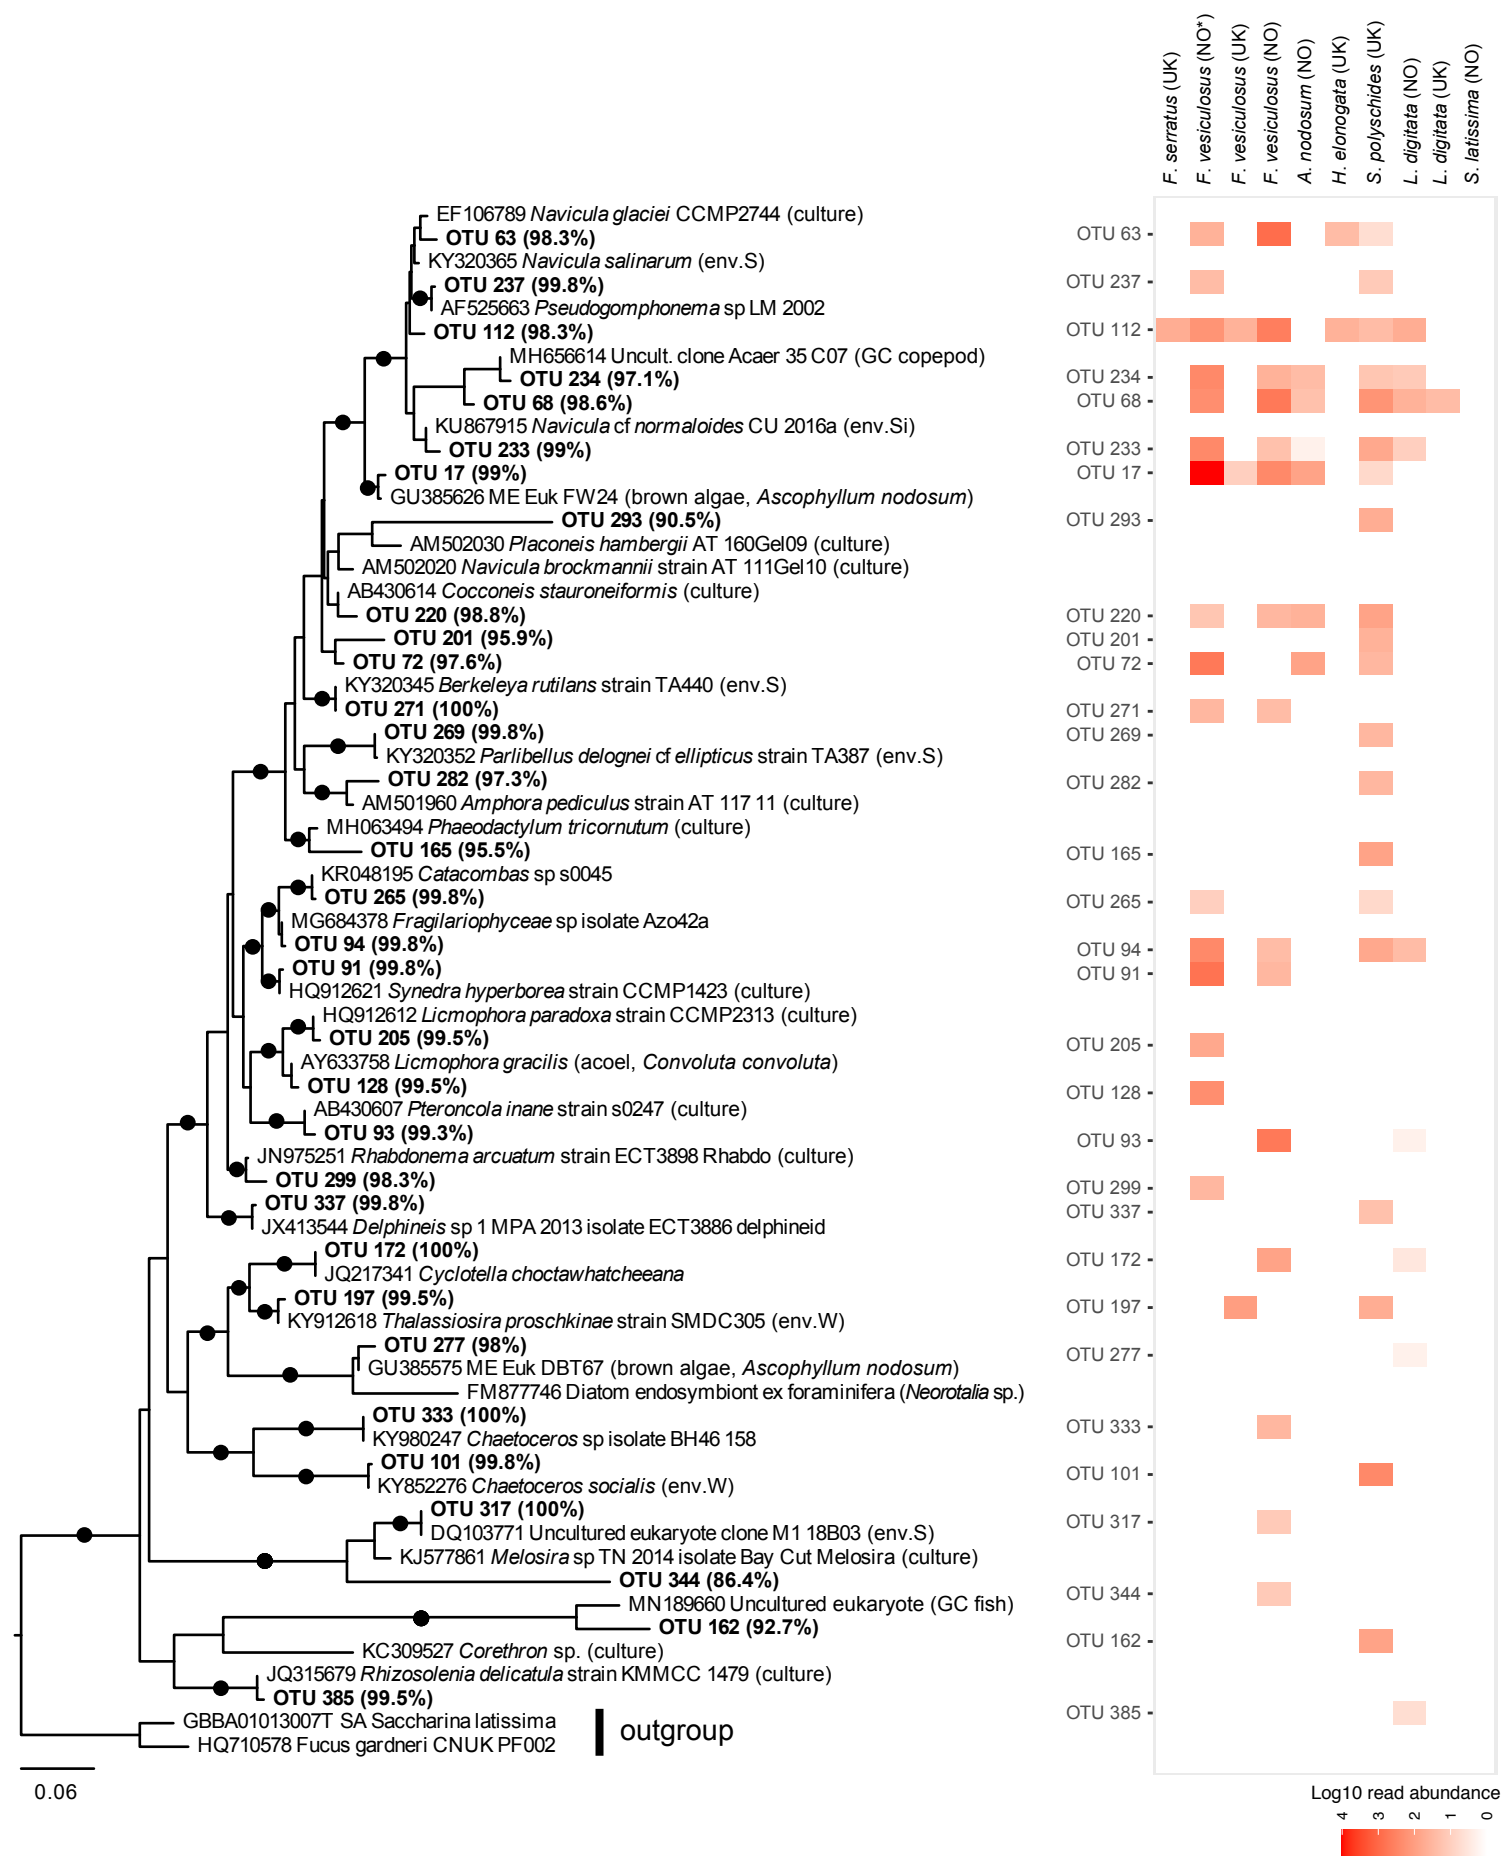 F. serratus (UK)
F. vesiculosus (NO*)
F. vesiculosus (UK)
F. vesiculosus (NO)
A. nodosum (NO)
H. elonogata (UK)
S. polyschides (UK)
L. digitata (NO)
L. digitata (UK)
S. latissima (NO)
EF106789 Navicula glaciei CCMP2744 (culture)
OTU 63 (98.3%)
KY320365 Navicula salinarum (env.S)
OTU 237 (99.8%)
AF525663 Pseudogomphonema sp LM 2002
OTU 112 (98.3%)
MH656614 Uncult. clone Acaer 35 C07 (GC copepod)
OTU 234 (97.1%)
OTU 68 (98.6%)
KU867915 Navicula cf normaloides CU 2016a (env.Si)
OTU 233 (99%)
OTU 17 (99%)
GU385626 ME Euk FW24 (brown algae, Ascophyllum nodosum)
OTU 293 (90.5%)
AM502030 Placoneis hambergii AT 160Gel09 (culture)
AM502020 Navicula brockmannii strain AT 111Gel10 (culture)
AB430614 Cocconeis stauroneiformis (culture)
OTU 220 (98.8%)
OTU 201 (95.9%)
OTU 72 (97.6%)
KY320345 Berkeleya rutilans strain TA440 (env.S)
OTU 271 (100%)
OTU 269 (99.8%)
KY320352 Parlibellus delognei cf ellipticus strain TA387 (env.S)
OTU 282 (97.3%)
AM501960 Amphora pediculus strain AT 117 11 (culture)
MH063494 Phaeodactylum tricornutum (culture)
OTU 165 (95.5%)
KR048195 Catacombas sp s0045
OTU 265 (99.8%)
MG684378 Fragilariophyceae sp isolate Azo42a
OTU 94 (99.8%)
OTU 91 (99.8%)
HQ912621 Synedra hyperborea strain CCMP1423 (culture)
HQ912612 Licmophora paradoxa strain CCMP2313 (culture)
OTU 205 (99.5%)
AY633758 Licmophora gracilis (acoel, Convoluta convoluta)
OTU 128 (99.5%)
AB430607 Pteroncola inane strain s0247 (culture)
OTU 93 (99.3%)
JN975251 Rhabdonema arcuatum strain ECT3898 Rhabdo (culture)
OTU 299 (98.3%)
OTU 337 (99.8%)
JX413544 Delphineis sp 1 MPA 2013 isolate ECT3886 delphineid
OTU 172 (100%)
JQ217341 Cyclotella choctawhatcheeana
OTU 197 (99.5%)
KY912618 Thalassiosira proschkinae strain SMDC305 (env.W)
OTU 277 (98%)
GU385575 ME Euk DBT67 (brown algae, Ascophyllum nodosum)
FM877746 Diatom endosymbiont ex foraminifera (Neorotalia sp.)
OTU 333 (100%)
KY980247 Chaetoceros sp isolate BH46 158
OTU 101 (99.8%)
KY852276 Chaetoceros socialis (env.W)
OTU 317 (100%)
DQ103771 Uncultured eukaryote clone M1 18B03 (env.S)
KJ577861 Melosira sp TN 2014 isolate Bay Cut Melosira (culture)
OTU 344 (86.4%)
MN189660 Uncultured eukaryote (GC fish)
OTU 162 (92.7%)
KC309527 Corethron sp. (culture)
JQ315679 Rhizosolenia delicatula strain KMMCC 1479 (culture)
OTU 385 (99.5%)
GBBA01013007T SA Saccharina latissima
HQ710578 Fucus gardneri CNUK PF002
outgroup
0.06
OTU 63
OTU 237
OTU 112
OTU 234
OTU 68
OTU 233
OTU 17
OTU 293
OTU 220
OTU 201
OTU 72
OTU 271
OTU 269
OTU 282
OTU 165
OTU 265
OTU 94
OTU 91
OTU 205
OTU 128
OTU 93
OTU 299
OTU 337
OTU 172
OTU 197
OTU 277
OTU 333
OTU 101
OTU 317
OTU 344
OTU 162
OTU 385
Log10 read abundance
4 3 2 1 0